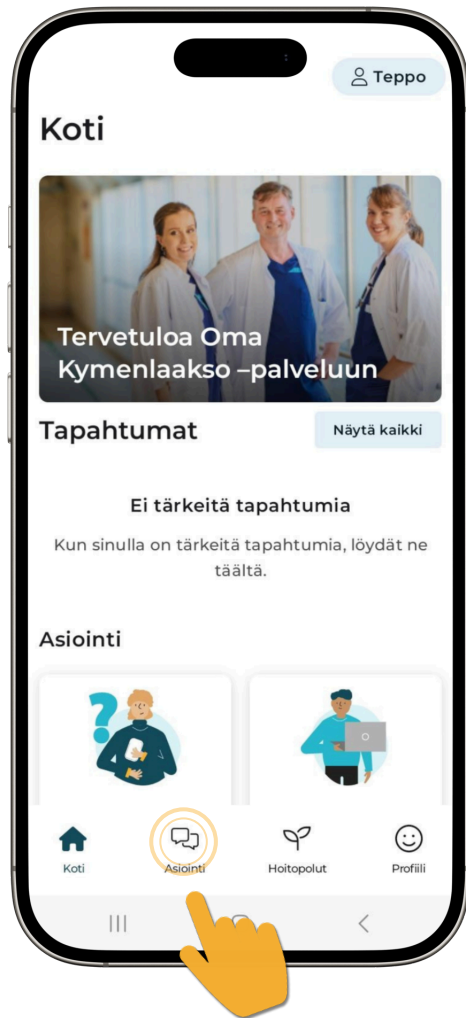 Teppo
Koti
Tervetuloa Oma
Kymenlaakso –palveluun
Tapahtumat
Näytä kaikki
Ei tärkeitä tapahtumia
Kun sinulla on tärkeitä tapahtumia, löydät ne
täältä.
Asiointi
Koti
Asiointi
Hoitopolut
Profiili